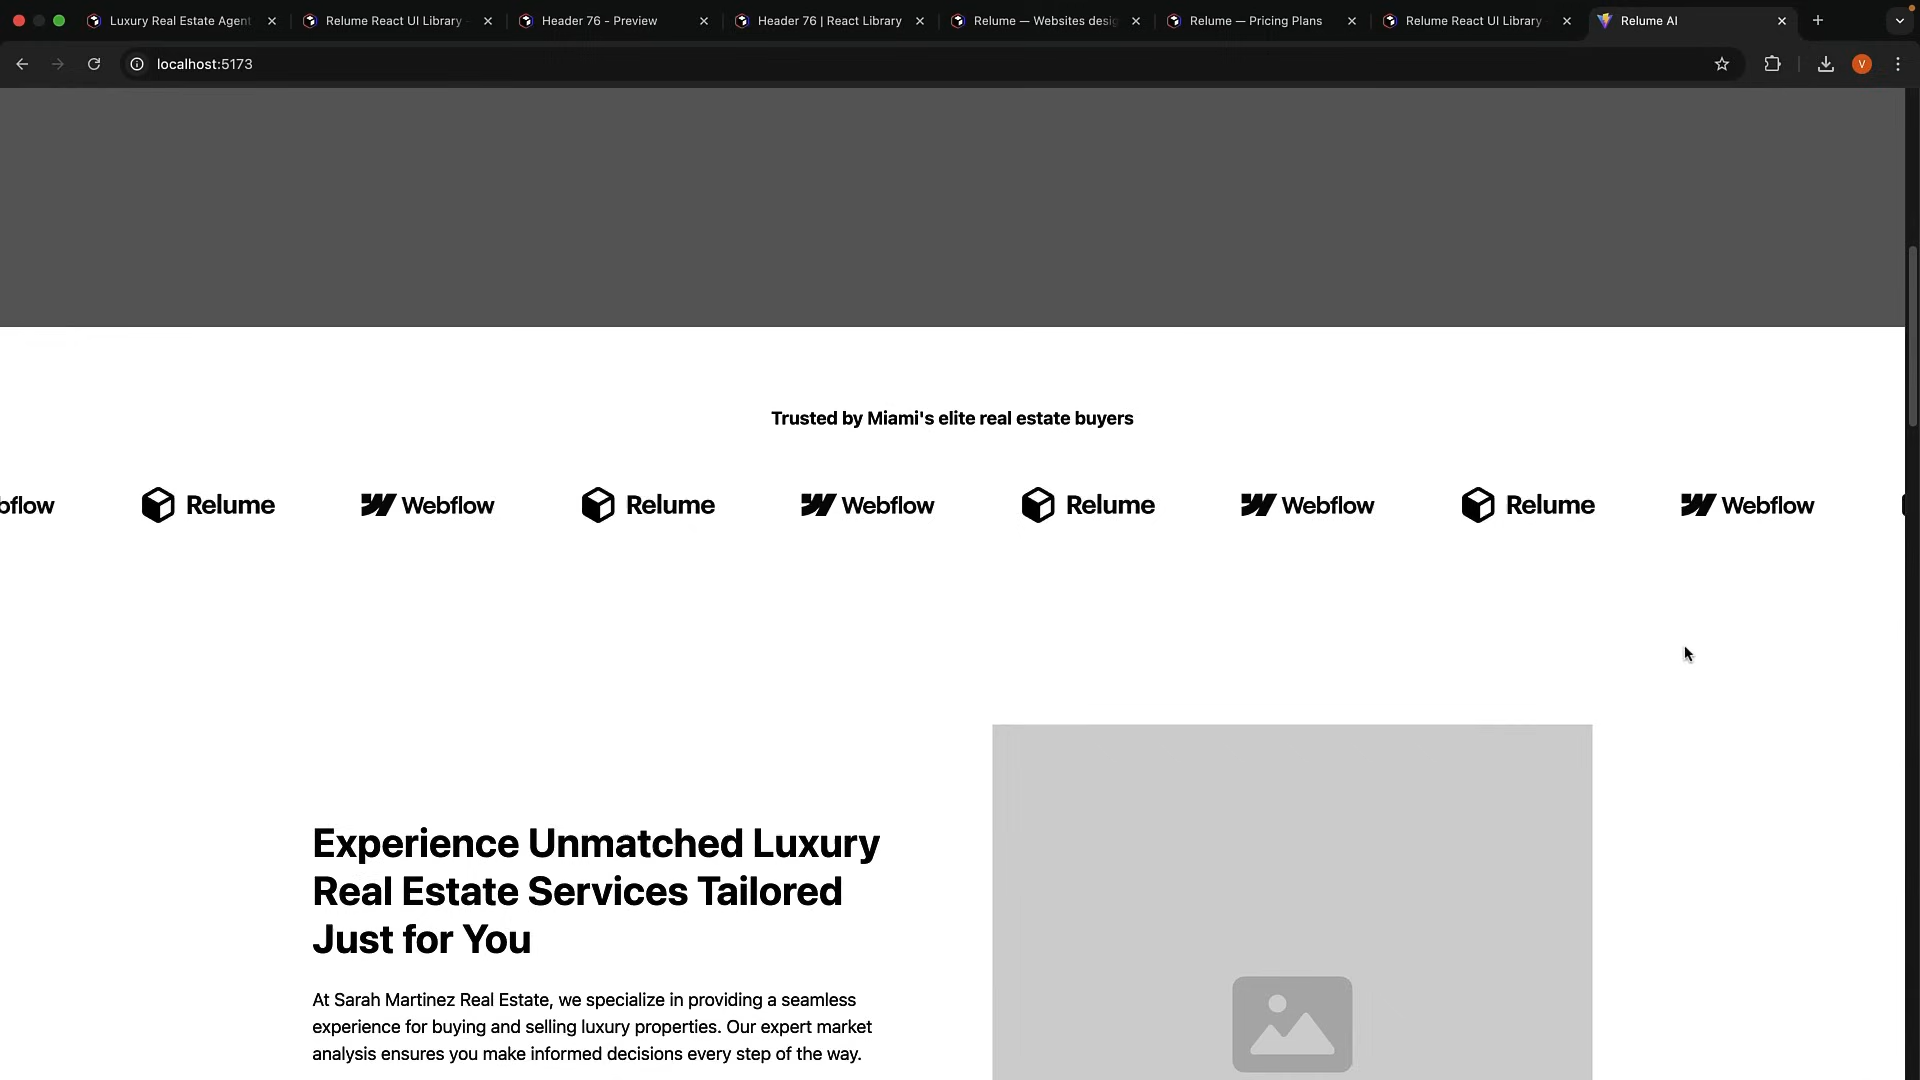 Luxury Real Estate Agent
Relume React UI Library
Header 76 - Preview
Header 76 | React Library
Relume — Websites desig
Relume — Pricing Plans
Relume React UI Library
Relume AI
localhost:5173
V
Trusted by Miami's elite real estate buyers
bflow Relume Webflow Relume Webflow Relume Webflow Relume Webflow
Experience Unmatched Luxury
Real Estate Services Tailored
Just for You
At Sarah Martinez Real Estate, we specialize in providing a seamless
experience for buying and selling luxury properties. Our expert market
analysis ensures you make informed decisions every step of the way.